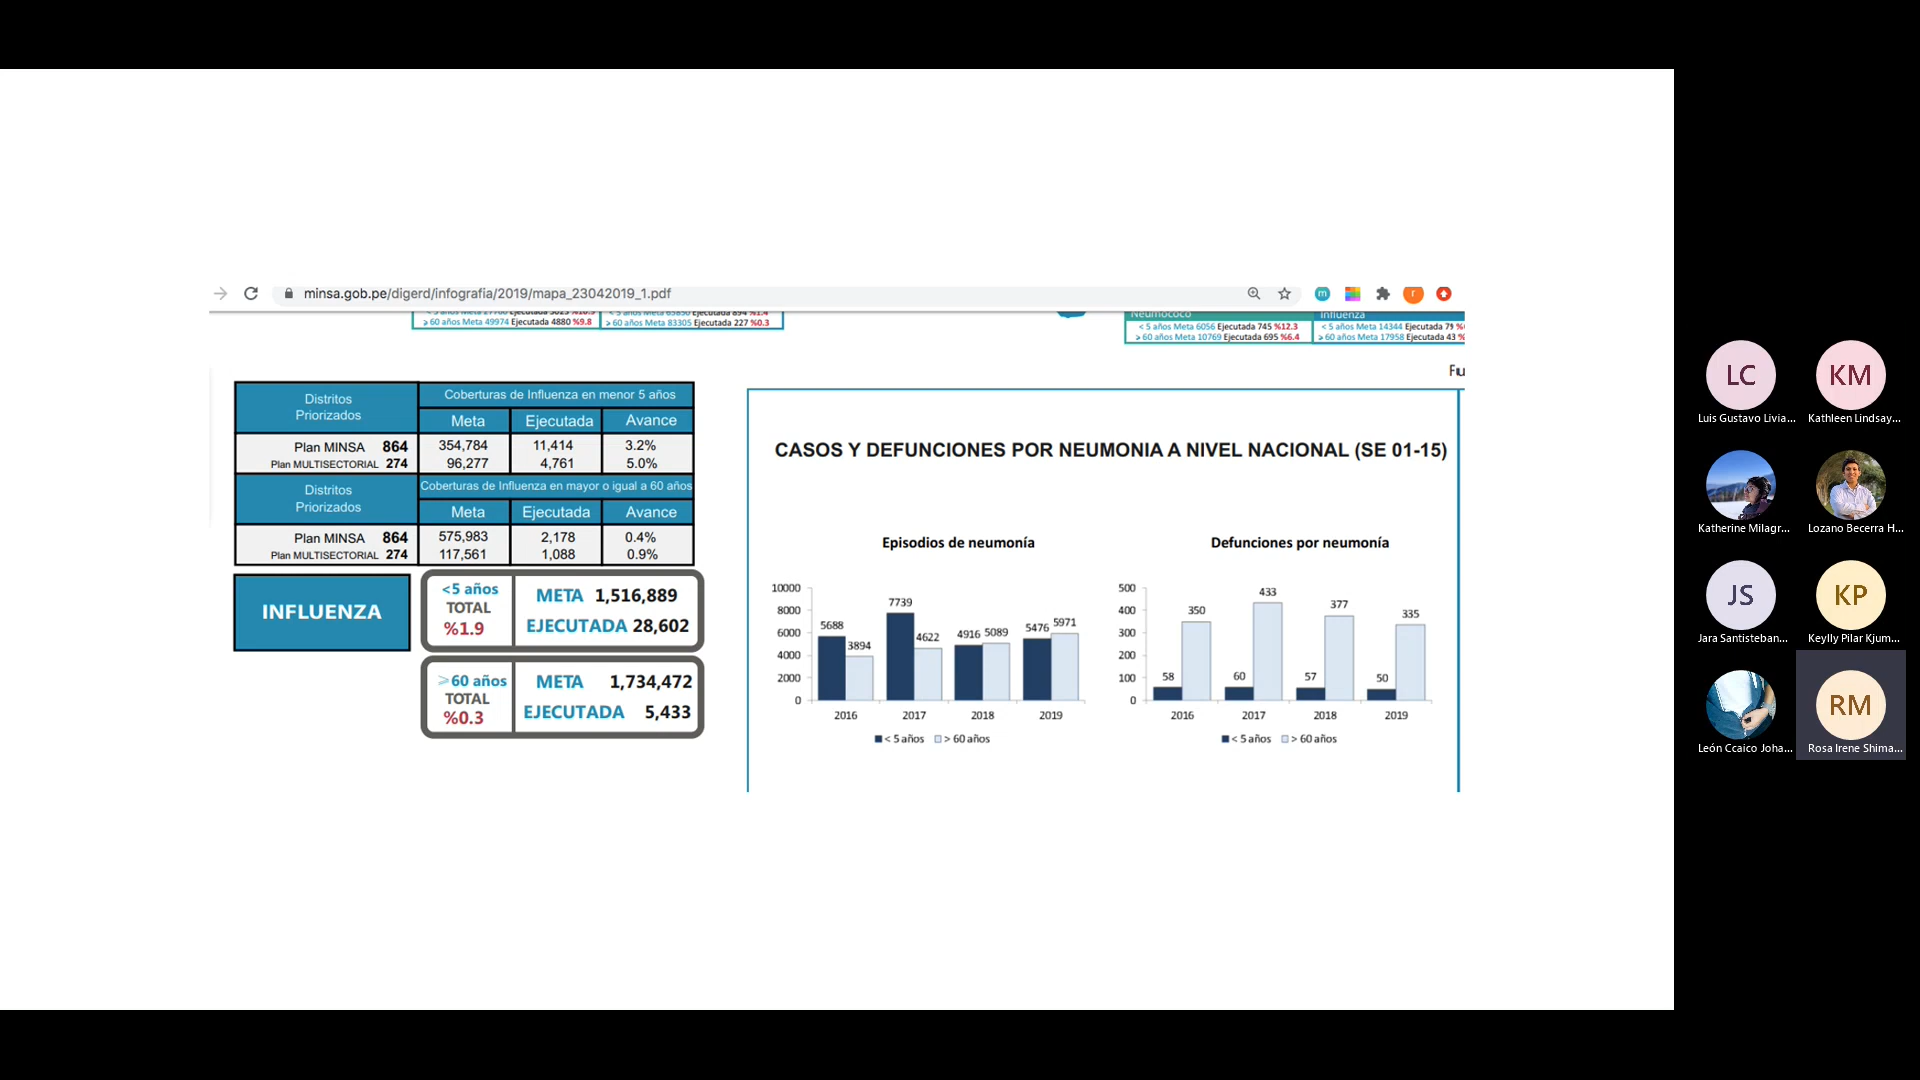 minsa.gob.pe/digerd/infografia/2019/mapa_23042019_1.pdf
≥ 60 años Meta 49974 Ejecutada 4880 %9.8
≥ 60 años Meta 83305 Ejecutada 227 %0.3
Neumococo
Influenza
< 5 años Meta 6056 Ejecutada 745 %12.3
< 5 años Meta 14344 Ejecutada
≥ 60 años Meta 10769 Ejecutada 695 %6.4
≥ 60 años Meta 17958 Ejecutada 43 %
Distritos
Priorizados
Coberturas de Influenza en menor 5 años
Meta Ejecutada Avance
Plan MINSA 864 354,784 11,414 3.2%
Plan MULTISECTORIAL 274 96,277 4,761 5.0%
Distritos
Priorizados
Coberturas de Influenza en mayor o igual a 60 años
Meta Ejecutada Avance
Plan MINSA 864 575,983 2,178 0.4%
Plan MULTISECTORIAL 274 117,561 1,088 0.9%
INFLUENZA
<5 años
TOTAL
%1.9
META 1,516,889
EJECUTADA 28,602
≥60 años
TOTAL
%0.3
META 1,734,472
EJECUTADA 5,433
CASOS Y DEFUNCIONES POR NEUMONIA A NIVEL NACIONAL (SE 01-15)
Episodios de neumonía
10000
8000
6000
4000
2000
0
5688 3894 7739 4622 4916 5089 5476 5971
2016 2017 2018 2019
< 5 años > 60 años
Defunciones por neumonía
500
400
300
200
100
0
58 350 60 433 57 377 50 335
2016 2017 2018 2019
< 5 años > 60 años
LC
Luis Gustavo Livia...
KM
Kathleen Lindsay...
Katherine Milagr...
Lozano Becerra H...
JS
Jara Santisteban...
KP
Keylly Pilar Kjum...
León Ccaico Joha...
RM
Rosa Irene Shima...